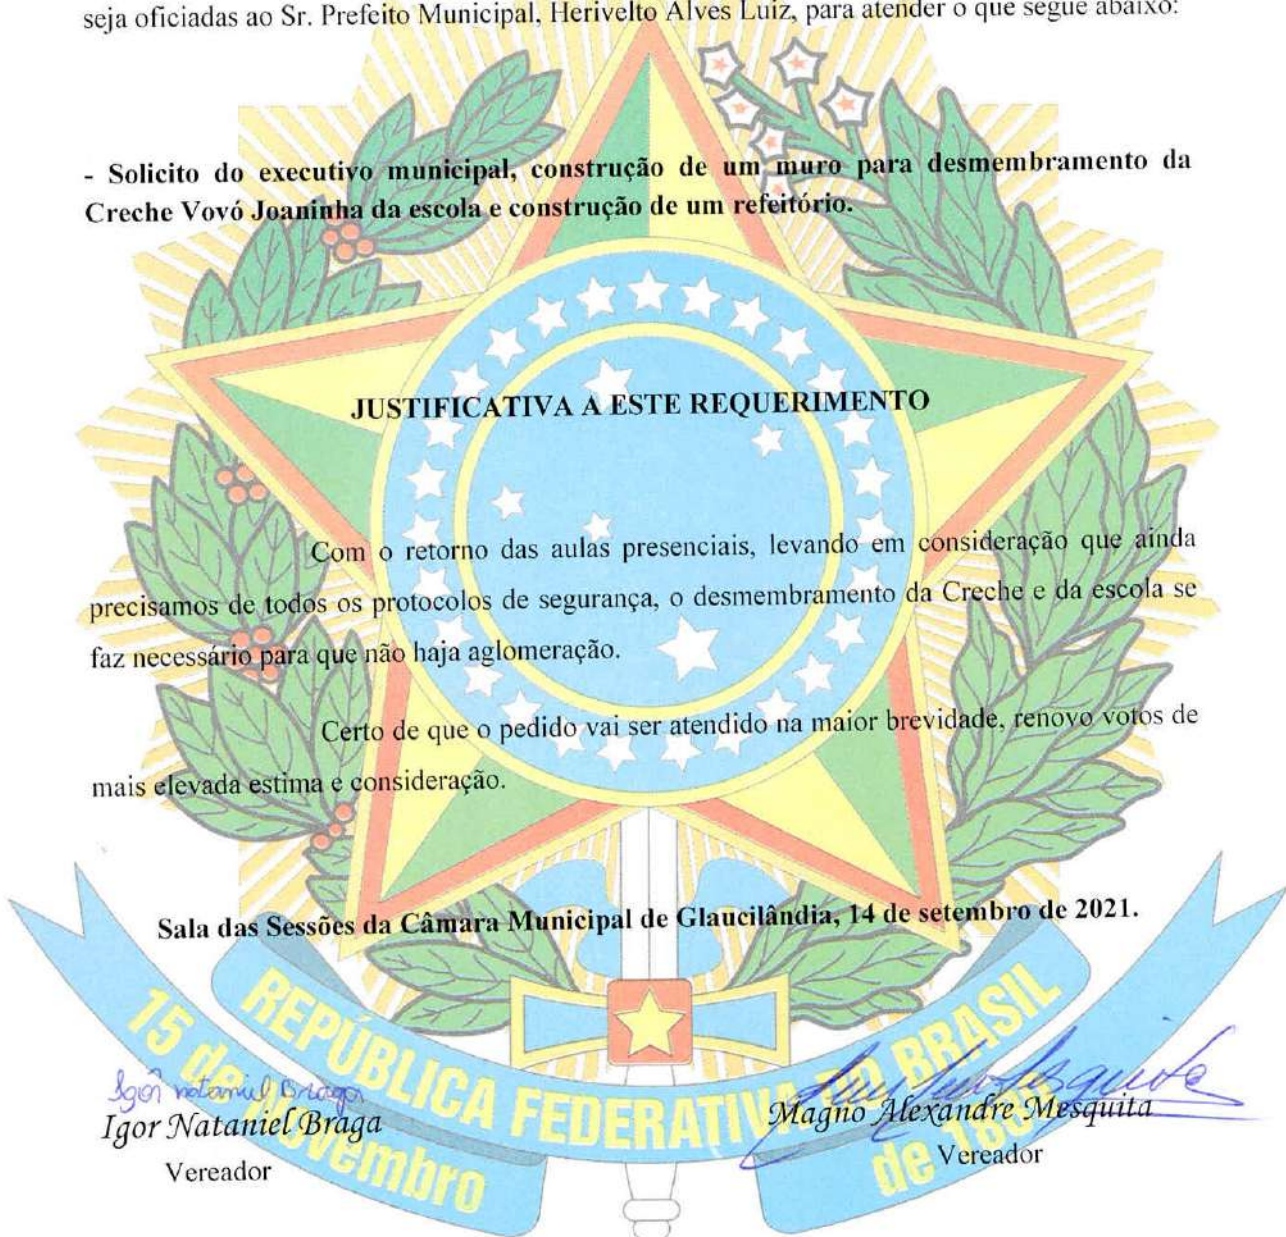 seja oficiadas ao Sr. Prefeito Municipal, Herivelto Alves Luiz, para atender o que segue abaixo:
- Solicito do executivo municipal, construção de um muro para desmembramento da
Creche Vovó Joaninha da escola e construção de um refeitório.
JUSTIFICATIVA A ESTE REQUERIMENTO
Com o retorno das aulas presenciais, levando em consideração que ainda
precisamos de todos os protocolos de segurança, o desmembramento da Creche e da escola se
faz necessário para que não haja aglomeração.
Certo de que o pedido vai ser atendido na maior brevidade, renovo votos de
mais elevada estima e consideração.
Sala das Sessões da Câmara Municipal de Glaucilândia, 14 de setembro de 2021.
REPÚBLICA FEDERATIVA DO BRASIL
15 de Novembro
de 1889
Igor nataniel Braga
Igor Nataniel Braga
Vereador
Magno Alexandre Mesquita
Vereador